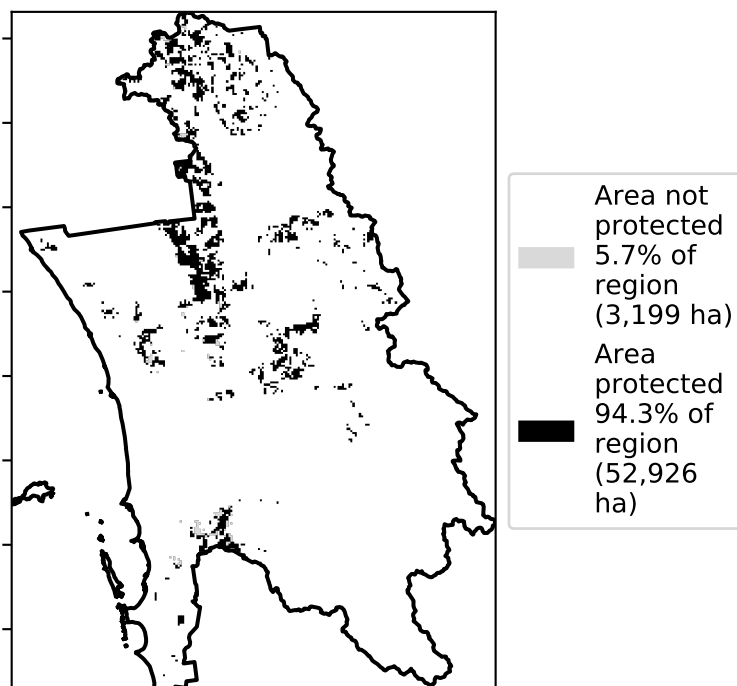 Area not
protected
5.7% of
region
(3,199 ha)
Area
protected
94.3% of
region
(52,926
ha)